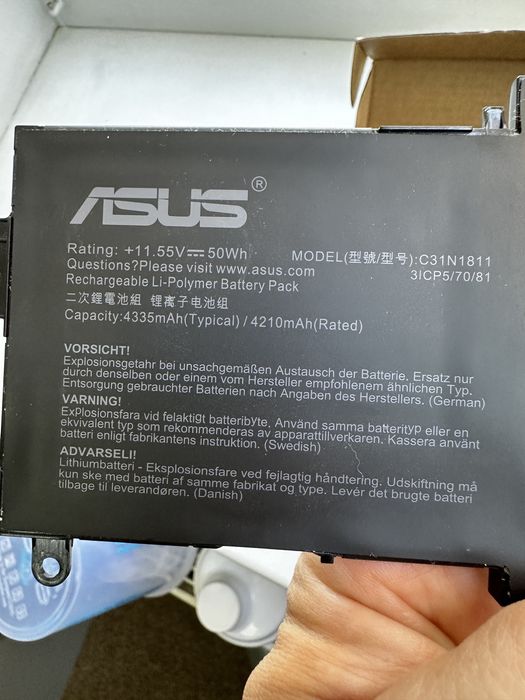 ASUS®
Rating: +11.55V⎓50Wh MODEL(型號/型号):C31N1811
Questions?Please visit www.asus.com 3ICP5/70/81
Rechargeable Li-Polymer Battery Pack
二次鋰電池組 锂离子电池组
Capacity:4335mAh(Typical) / 4210mAh(Rated)
VORSICHT!
Explosionsgetahr bei unsachgemäßen Austausch der Batterie. Ersatz nur
durch denselben oder einem vom Hersteller empfohlenem ähnlichen Typ.
Entsorgung gebrauchter Batterien nach Angaben des Herstellers. (German)
VARNING!
Explosionsfara vid felaktigt batteribyte. Använd samma batterityp eller en
ekvivalent typ som rekommenderas av apparattillverkaren. Kassera använt
batteri enligt fabrikantens instruktion. (Swedish)
ADVARSELI!
Lithiumbatteri - Eksplosionsfare ved fejlagtig håndtering. Udskiftning må
kun ske med batteri af samme fabrikat og type. Levér det brugte batteri
tilbage til leverandøren. (Danish)